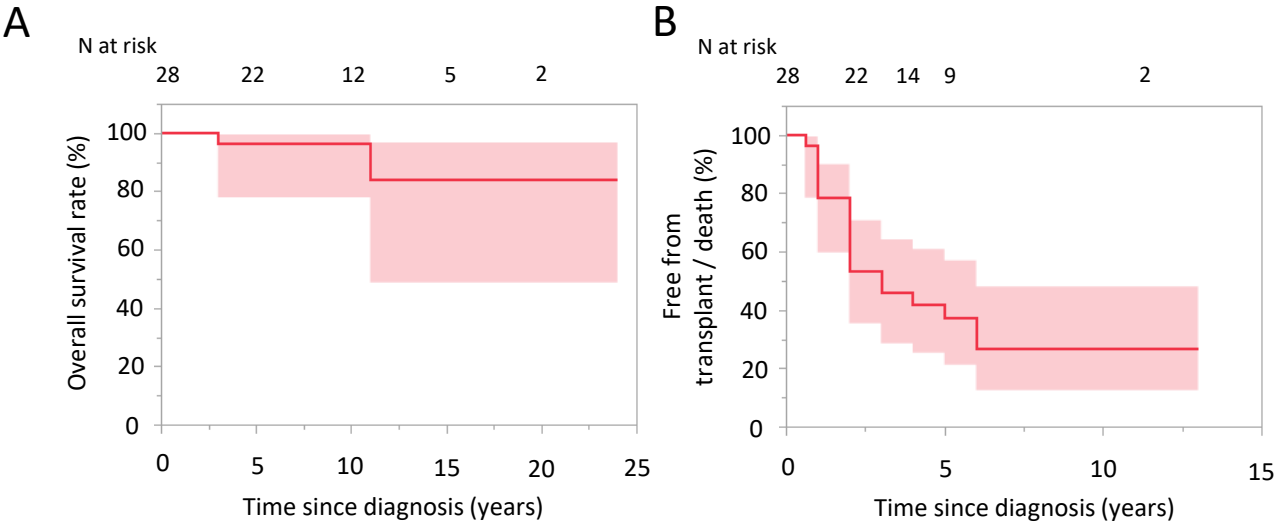 A
N at risk
28 22 12 5 2
Overall survival rate (%)
100
80
60
40
20
0
0 5 10 15 20 25
Time since diagnosis (years)
B
N at risk
28 22 14 9 2
Free from
transplant / death (%)
100
80
60
40
20
0
0 5 10 15
Time since diagnosis (years)